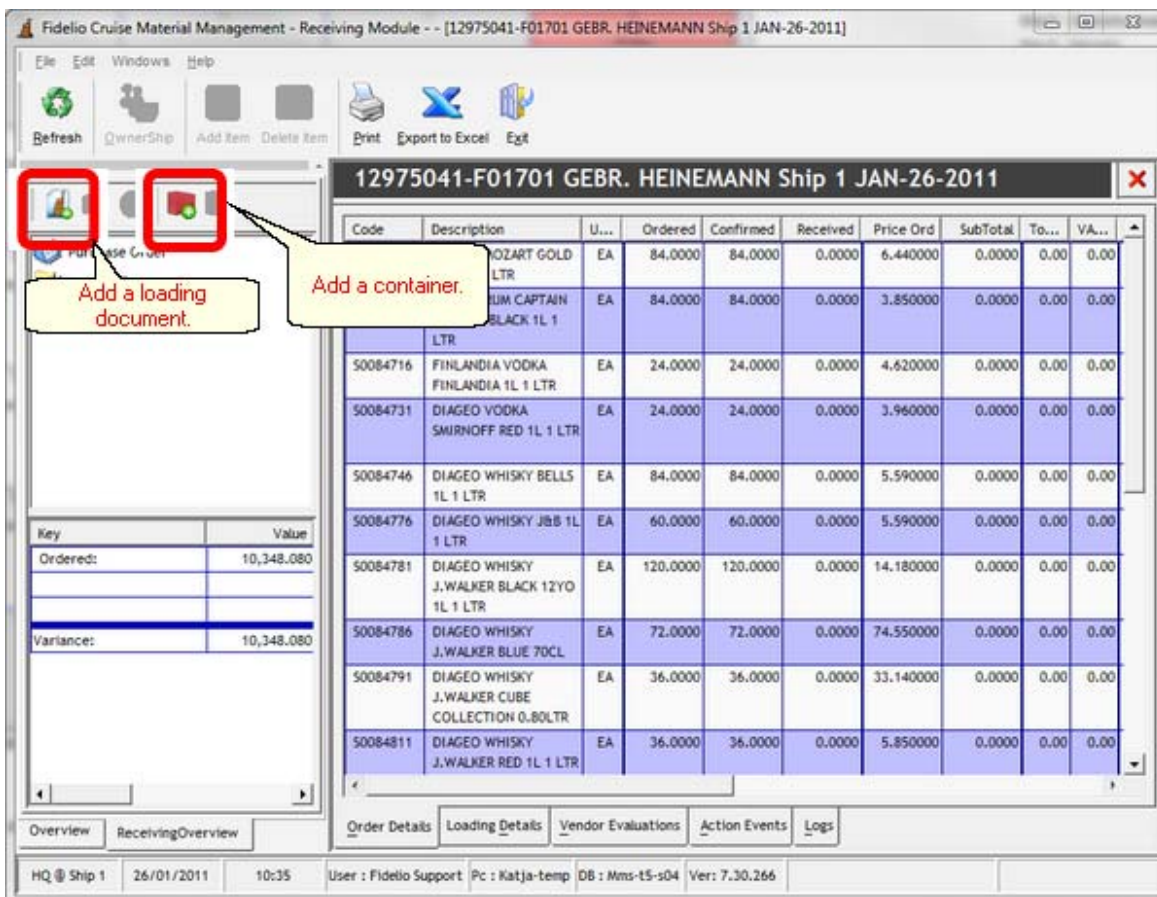 Fidelio Cruise Material Management - Receiving Module - - [12975041-F01701 GEBR. HEINEMANN Ship 1 JAN-26-2011]
File Edit Windows Help
Refresh OwnerShip Add Item Delete Item Print Export to Excel Exit
12975041-F01701 GEBR. HEINEMANN Ship 1 JAN-26-2011
Add a loading
document.
Add a container.
Code Description U... Ordered Confirmed Received Price Ord SubTotal To... VA...
MOZART GOLD EA 84.0000 84.0000 0.0000 6.440000 0.0000 0.00 0.00
LTR
RUM CAPTAIN EA 84.0000 84.0000 0.0000 3.850000 0.0000 0.00 0.00
BLACK 1L 1
LTR
S0084716 FINLANDIA VODKA EA 24.0000 24.0000 0.0000 4.620000 0.0000 0.00 0.00
FINLANDIA 1L 1 LTR
S0084731 DIAGEO VODKA EA 24.0000 24.0000 0.0000 3.960000 0.0000 0.00 0.00
SMIRNOFF RED 1L 1 LTR
S0084746 DIAGEO WHISKY BELLS EA 84.0000 84.0000 0.0000 5.590000 0.0000 0.00 0.00
1L 1 LTR
S0084776 DIAGEO WHISKY J&B 1L EA 60.0000 60.0000 0.0000 5.590000 0.0000 0.00 0.00
1 LTR
S0084781 DIAGEO WHISKY EA 120.0000 120.0000 0.0000 14.180000 0.0000 0.00 0.00
J.WALKER BLACK 12YO
1L 1 LTR
S0084786 DIAGEO WHISKY EA 72.0000 72.0000 0.0000 74.550000 0.0000 0.00 0.00
J.WALKER BLUE 70CL
S0084791 DIAGEO WHISKY EA 36.0000 36.0000 0.0000 33.140000 0.0000 0.00 0.00
J.WALKER CUBE
COLLECTION 0.80LTR
S0084811 DIAGEO WHISKY EA 36.0000 36.0000 0.0000 5.850000 0.0000 0.00 0.00
J.WALKER RED 1L 1 LTR
Key Value
Ordered: 10,348.080
Variance: 10,348.080
Overview ReceivingOverview
Order Details Loading Details Vendor Evaluations Action Events Logs
HQ @ Ship 1 26/01/2011 10:35 User : Fidelio Support Pc : Katja-temp DB : Mms-t5-s04 Ver: 7.30.266